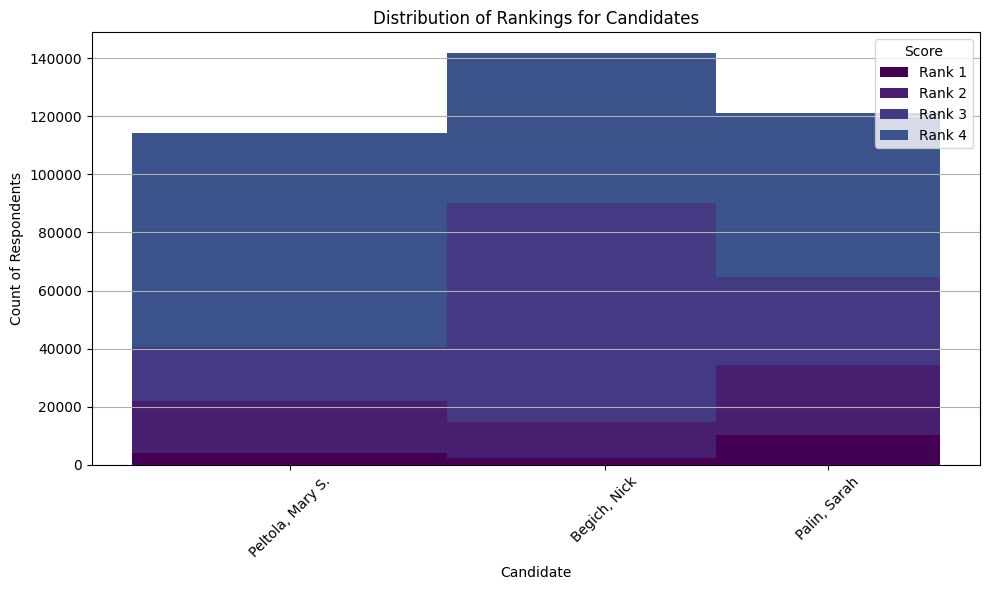 Distribution of Rankings for Candidates
Score
Rank 1
Rank 2
Rank 3
Rank 4
Count of Respondents
140000
120000
100000
80000
60000
40000
20000
0
Peltola, Mary S.
Begich, Nick
Palin, Sarah
Candidate